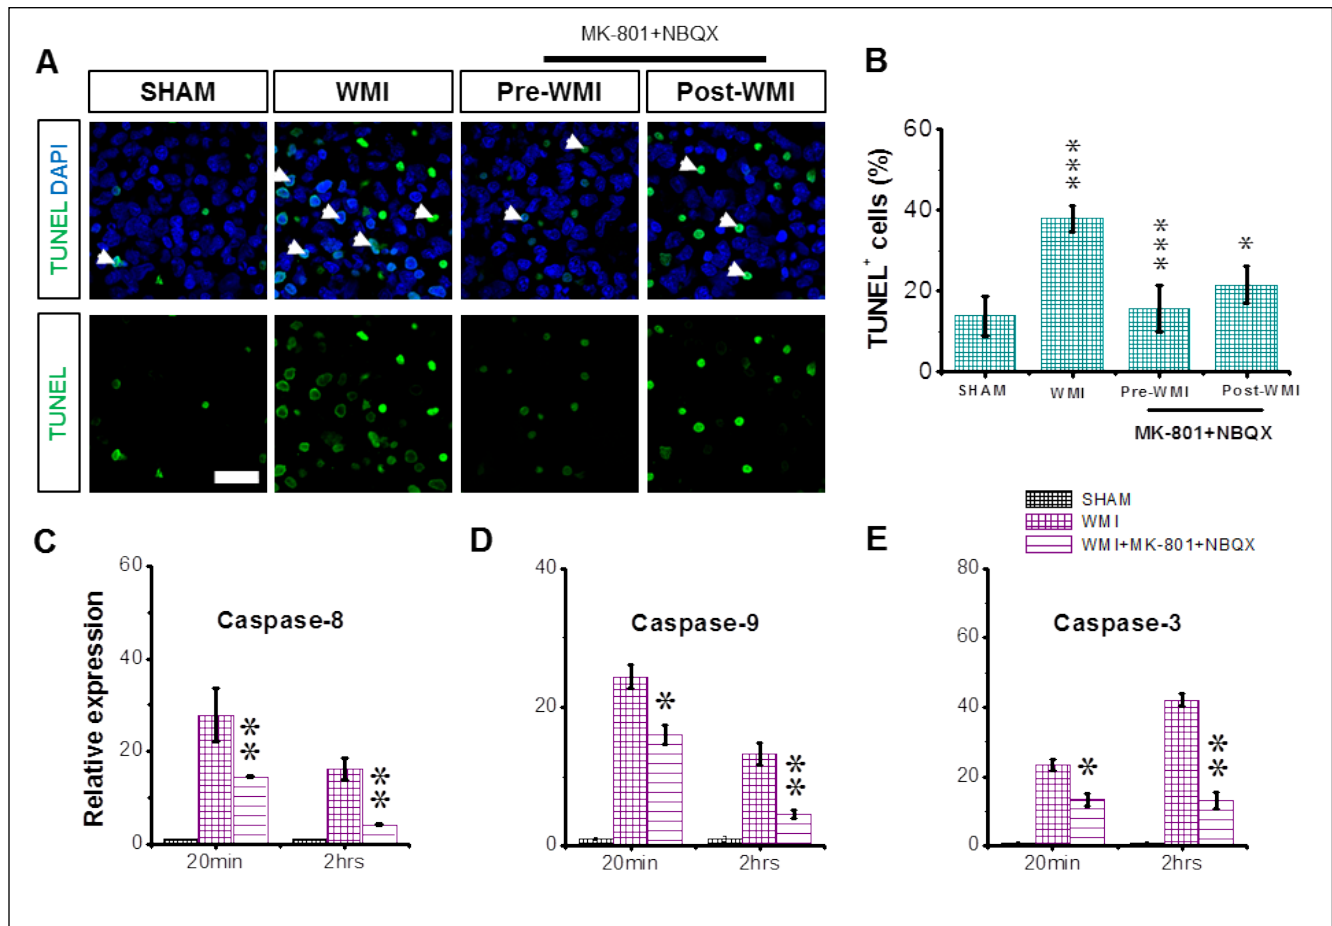 MK-801+NBQX
A
SHAM
WMI
Pre-WMI
Post-WMI
TUNEL DAPI
TUNEL
B
TUNEL+ cells (%)
60
40
20
0
***
***
*
SHAM
WMI
Pre-WMI
Post-WMI
MK-801+NBQX
SHAM
WMI
WMI+MK-801+NBQX
C
Relative expression
60
40
20
0
Caspase-8
**
**
20min
2hrs
D
40
20
0
Caspase-9
*
**
20min
2hrs
E
80
60
40
20
0
Caspase-3
*
**
20min
2hrs